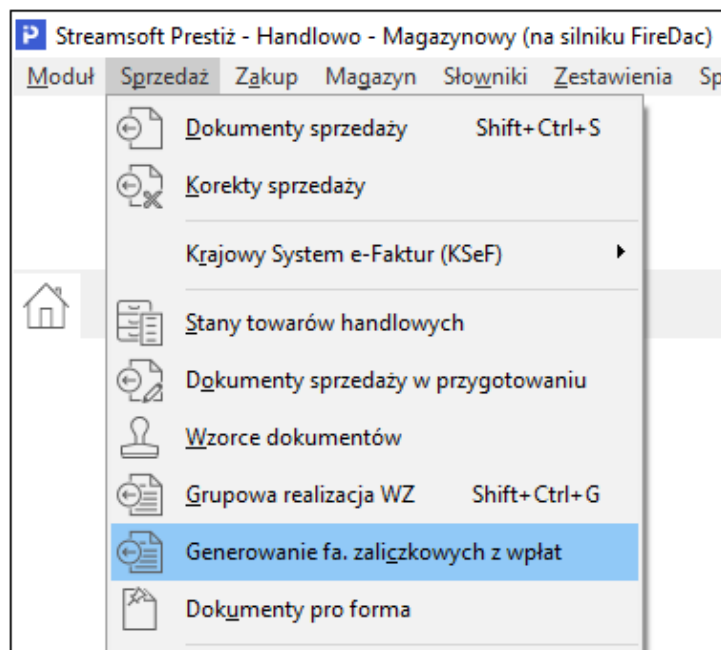 Streamsoft Prestiż - Handlowo - Magazynowy (na silniku FireDac)
Moduł Sprzedaż Zakup Magazyn Słowniki Zestawienia Sp
Dokumenty sprzedaży Shift+Ctrl+S
Korekty sprzedaży
Krajowy System e-Faktur (KSeF)
Stany towarów handlowych
Dokumenty sprzedaży w przygotowaniu
Wzorce dokumentów
Grupowa realizacja WZ Shift+Ctrl+G
Generowanie fa. zaliczkowych z wpłat
Dokumenty pro forma